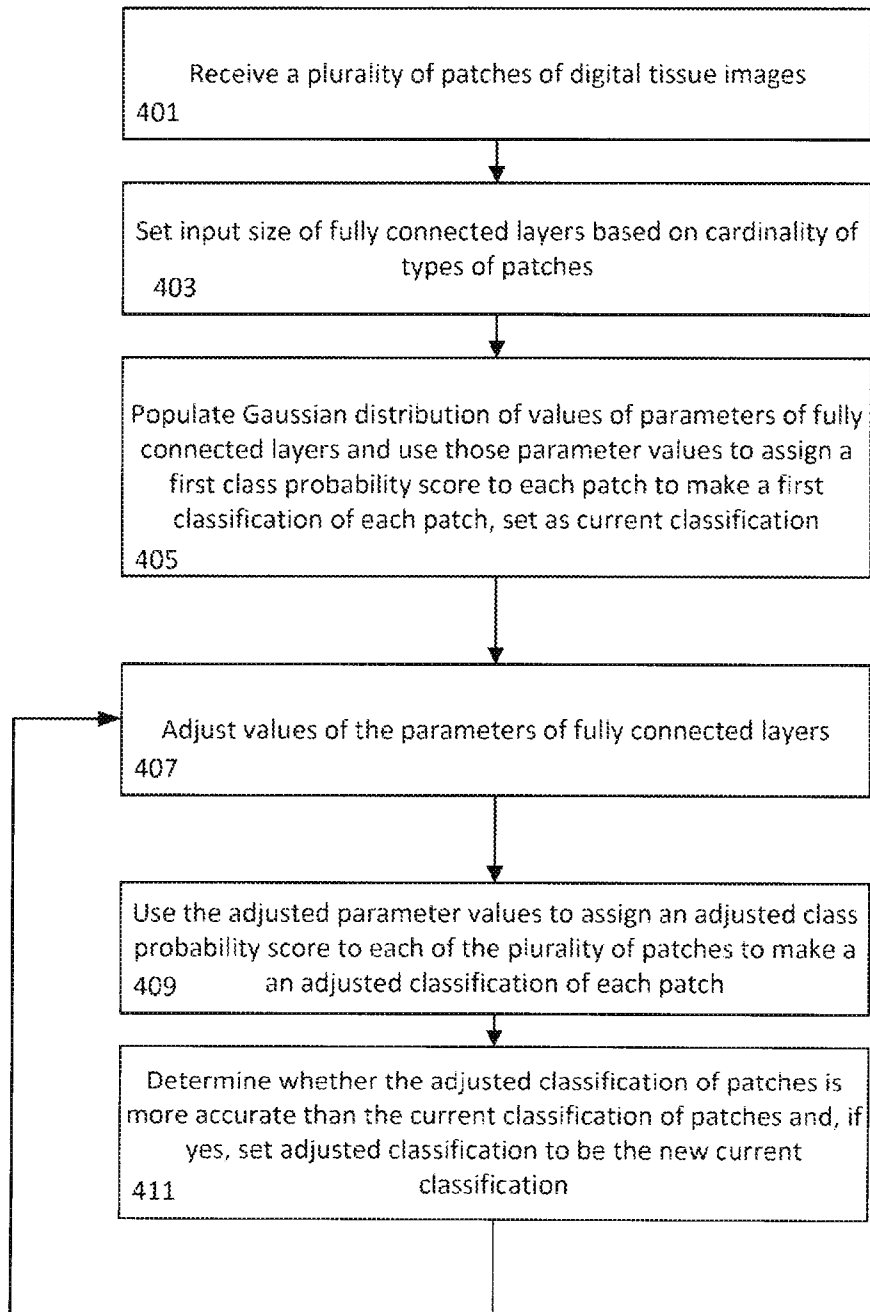 Receive a plurality of patches of digital tissue images
401
Set input size of fully connected layers based on cardinality of
types of patches
403
Populate Gaussian distribution of values of parameters of fully
connected layers and use those parameter values to assign a
first class probability score to each patch to make a first
classification of each patch, set as current classification
405
Adjust values of the parameters of fully connected layers
407
Use the adjusted parameter values to assign an adjusted class
probability score to each of the plurality of patches to make a
409 an adjusted classification of each patch
Determine whether the adjusted classification of patches is
more accurate than the current classification of patches and, if
yes, set adjusted classification to be the new current
411 classification